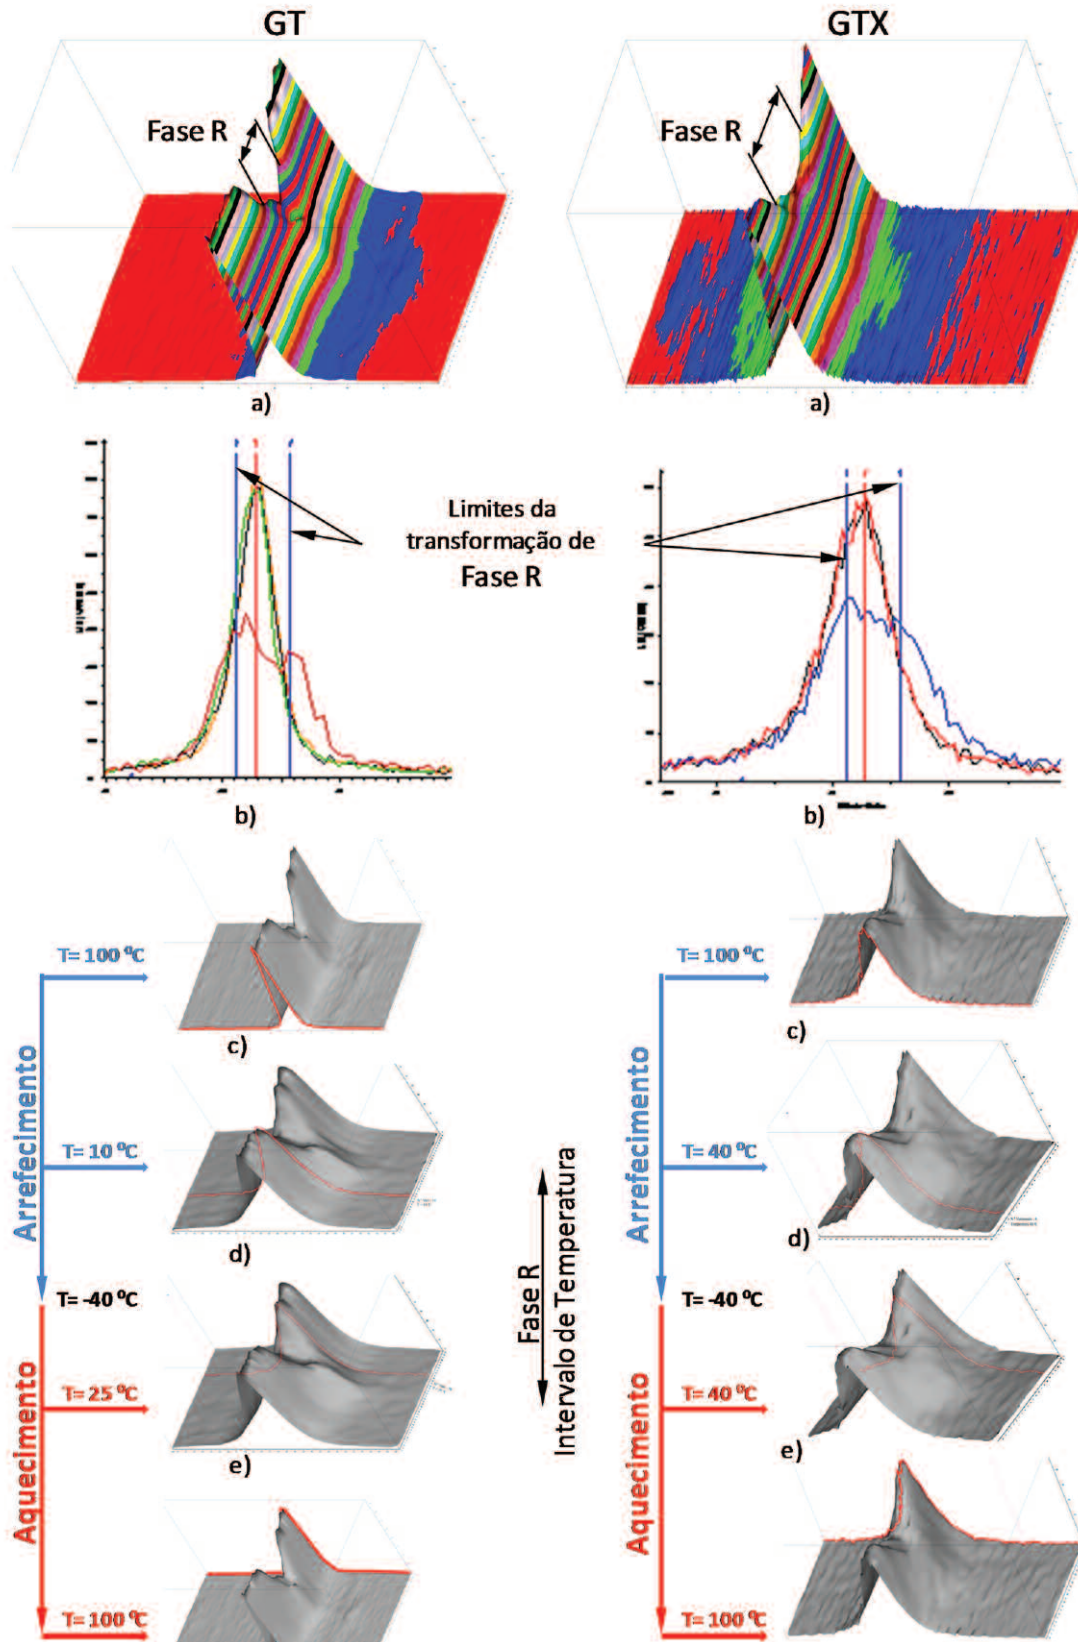 GT
GTX
Fase R
Fase R
a)
a)
Limites da
transformação de
Fase R
b)
b)
Arrefecimento
T= 100 ºC
c)
T= 10 ºC
d)
T= -40 ºC
Aquecimento
T= 25 ºC
e)
T= 100 ºC
Fase R
Intervalo de Temperatura
Arrefecimento
T= 100 ºC
c)
T= 40 ºC
d)
T= -40 ºC
Aquecimento
T= 40 ºC
e)
T= 100 ºC